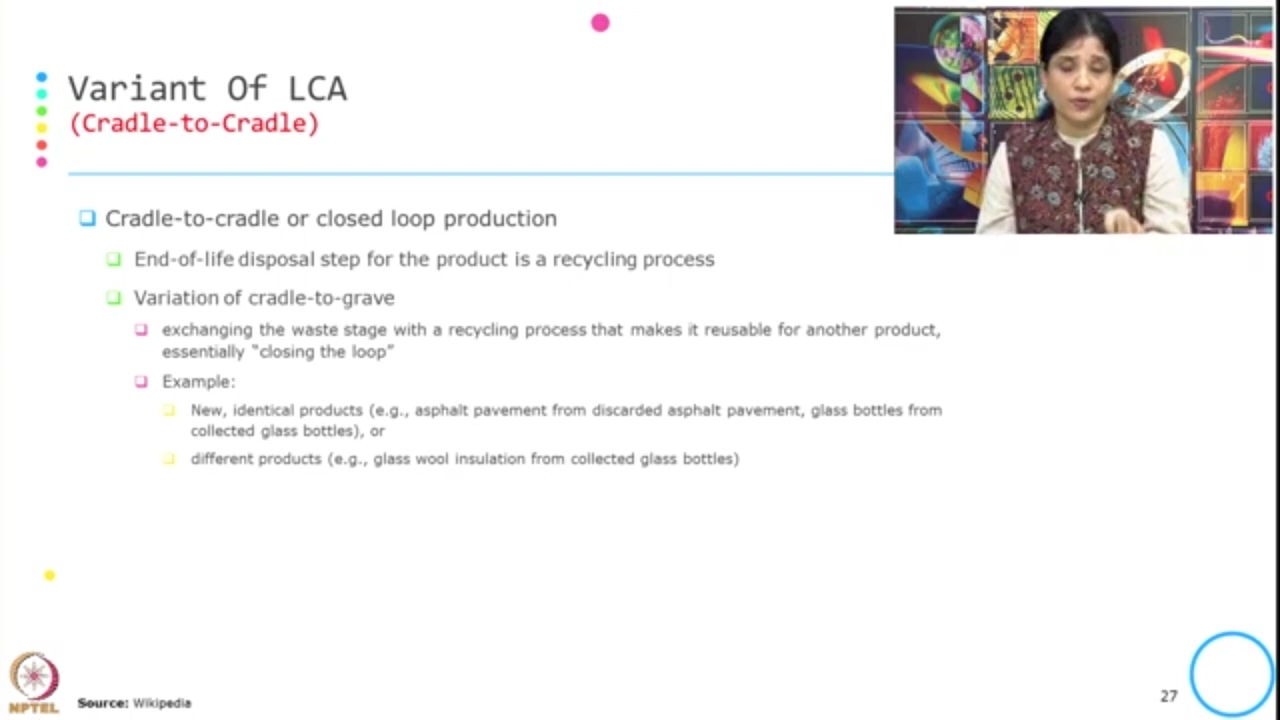 Variant Of LCA
(Cradle-to-Cradle)
Cradle-to-cradle or closed loop production
End-of-life disposal step for the product is a recycling process
Variation of cradle-to-grave
exchanging the waste stage with a recycling process that makes it reusable for another product,
essentially “closing the loop”
Example:
New, identical products (e.g., asphalt pavement from discarded asphalt pavement, glass bottles from
collected glass bottles), or
different products (e.g., glass wool insulation from collected glass bottles)
NPTEL
Source: Wikipedia
27